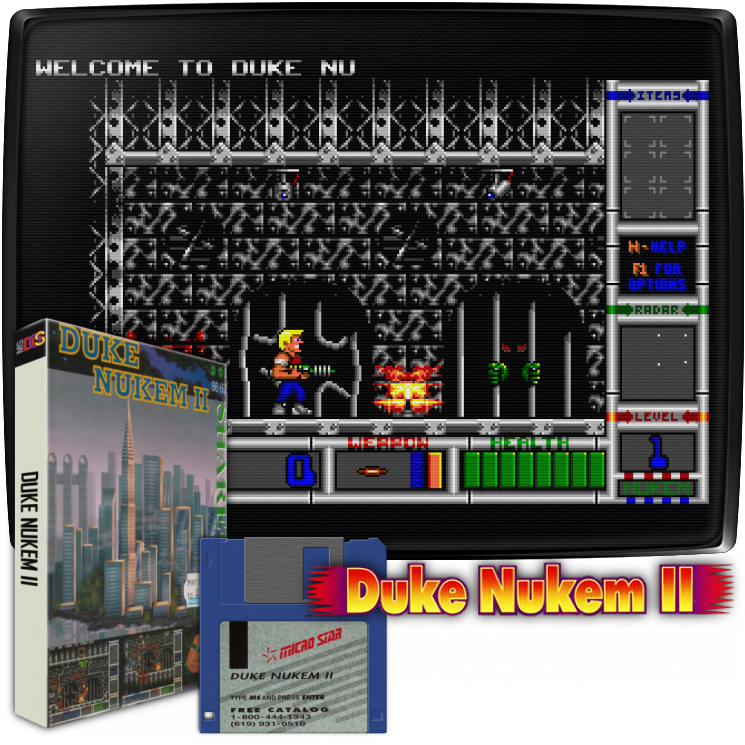 WELCOME TO DUKE NU
ITEMS
H-HELP
F1 FOR
OPTIONS
RADAR
LEVEL
1
WEAPON
HEALTH
0
DUKE
NUKEM II
DUKE NUKEM II
MICRO STAR
DUKE NUKEM II
TYPE MS AND PRESS ENTER
FREE CATALOG
1-800-444-1343
(619) 931-0510
Duke Nukem II